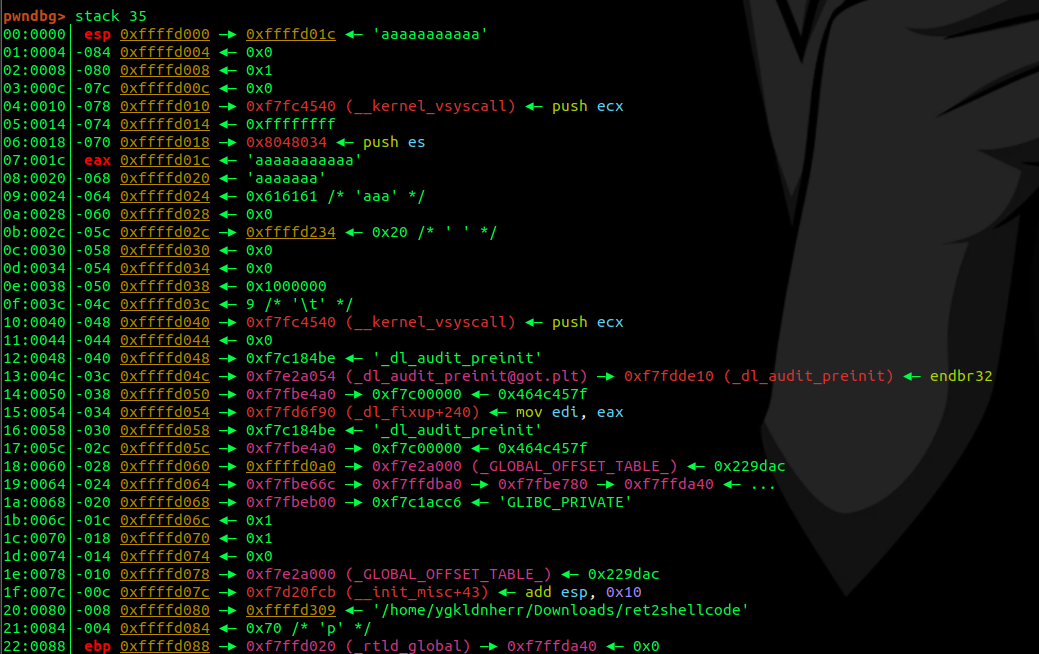 pwndbg> stack 35
00:0000│ esp 0xffffd000 —▸ 0xffffd01c ◂— 'aaaaaaaaaaa'
01:0004│-084 0xffffd004 ◂— 0x0
02:0008│-080 0xffffd008 ◂— 0x1
03:000c│-07c 0xffffd00c ◂— 0x0
04:0010│-078 0xffffd010 —▸ 0xf7fc4540 (__kernel_vsyscall) ◂— push ecx
05:0014│-074 0xffffd014 ◂— 0xffffffff
06:0018│-070 0xffffd018 —▸ 0x8048034 ◂— push es
07:001c│ eax 0xffffd01c ◂— 'aaaaaaaaaaa'
08:0020│-068 0xffffd020 ◂— 'aaaaaaa'
09:0024│-064 0xffffd024 ◂— 0x616161 /* 'aaa' */
0a:0028│-060 0xffffd028 ◂— 0x0
0b:002c│-05c 0xffffd02c —▸ 0xffffd234 ◂— 0x20 /* ' ' */
0c:0030│-058 0xffffd030 ◂— 0x0
0d:0034│-054 0xffffd034 ◂— 0x0
0e:0038│-050 0xffffd038 ◂— 0x1000000
0f:003c│-04c 0xffffd03c ◂— 9 /* '\t' */
10:0040│-048 0xffffd040 —▸ 0xf7fc4540 (__kernel_vsyscall) ◂— push ecx
11:0044│-044 0xffffd044 ◂— 0x0
12:0048│-040 0xffffd048 —▸ 0xf7c184be ◂— '_dl_audit_preinit'
13:004c│-03c 0xffffd04c —▸ 0xf7e2a054 (_dl_audit_preinit@got.plt) —▸ 0xf7fdde10 (_dl_audit_preinit) ◂— endbr32
14:0050│-038 0xffffd050 —▸ 0xf7fbe4a0 —▸ 0xf7c00000 ◂— 0x464c457f
15:0054│-034 0xffffd054 —▸ 0xf7fd6f90 (_dl_fixup+240) ◂— mov edi, eax
16:0058│-030 0xffffd058 —▸ 0xf7c184be ◂— '_dl_audit_preinit'
17:005c│-02c 0xffffd05c —▸ 0xf7fbe4a0 —▸ 0xf7c00000 ◂— 0x464c457f
18:0060│-028 0xffffd060 —▸ 0xffffd0a0 —▸ 0xf7e2a000 (_GLOBAL_OFFSET_TABLE_) ◂— 0x229dac
19:0064│-024 0xffffd064 —▸ 0xf7fbe66c —▸ 0xf7ffdba0 —▸ 0xf7fbe780 —▸ 0xf7ffda40 ◂— ...
1a:0068│-020 0xffffd068 —▸ 0xf7fbeb00 —▸ 0xf7c1acc6 ◂— 'GLIBC_PRIVATE'
1b:006c│-01c 0xffffd06c ◂— 0x1
1c:0070│-018 0xffffd070 ◂— 0x1
1d:0074│-014 0xffffd074 ◂— 0x0
1e:0078│-010 0xffffd078 —▸ 0xf7e2a000 (_GLOBAL_OFFSET_TABLE_) ◂— 0x229dac
1f:007c│-00c 0xffffd07c —▸ 0xf7d20fcb (__init_misc+43) ◂— add esp, 0x10
20:0080│-008 0xffffd080 —▸ 0xffffd309 ◂— '/home/ygkldnherr/Downloads/ret2shellcode'
21:0084│-004 0xffffd084 ◂— 0x70 /* 'p' */
22:0088│ ebp 0xffffd088 —▸ 0xf7ffd020 (_rtld_global) —▸ 0xf7ffda40 ◂— 0x0